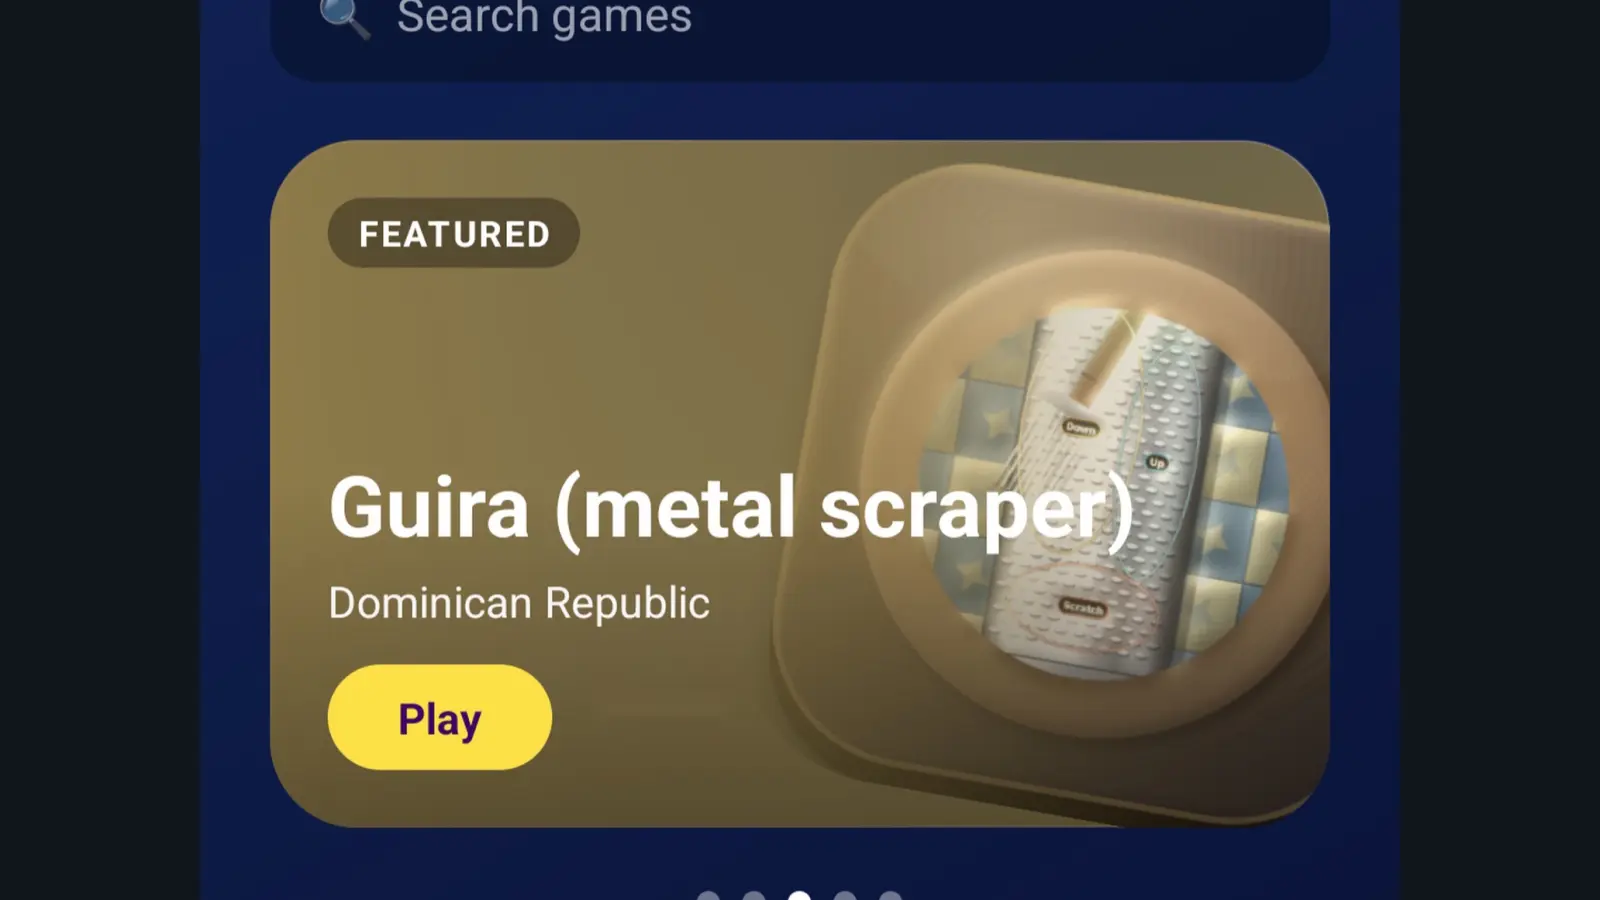 Search games
FEATURED
Down
Up
Guira (metal scraper)
Dominican Republic
Scratch
Play